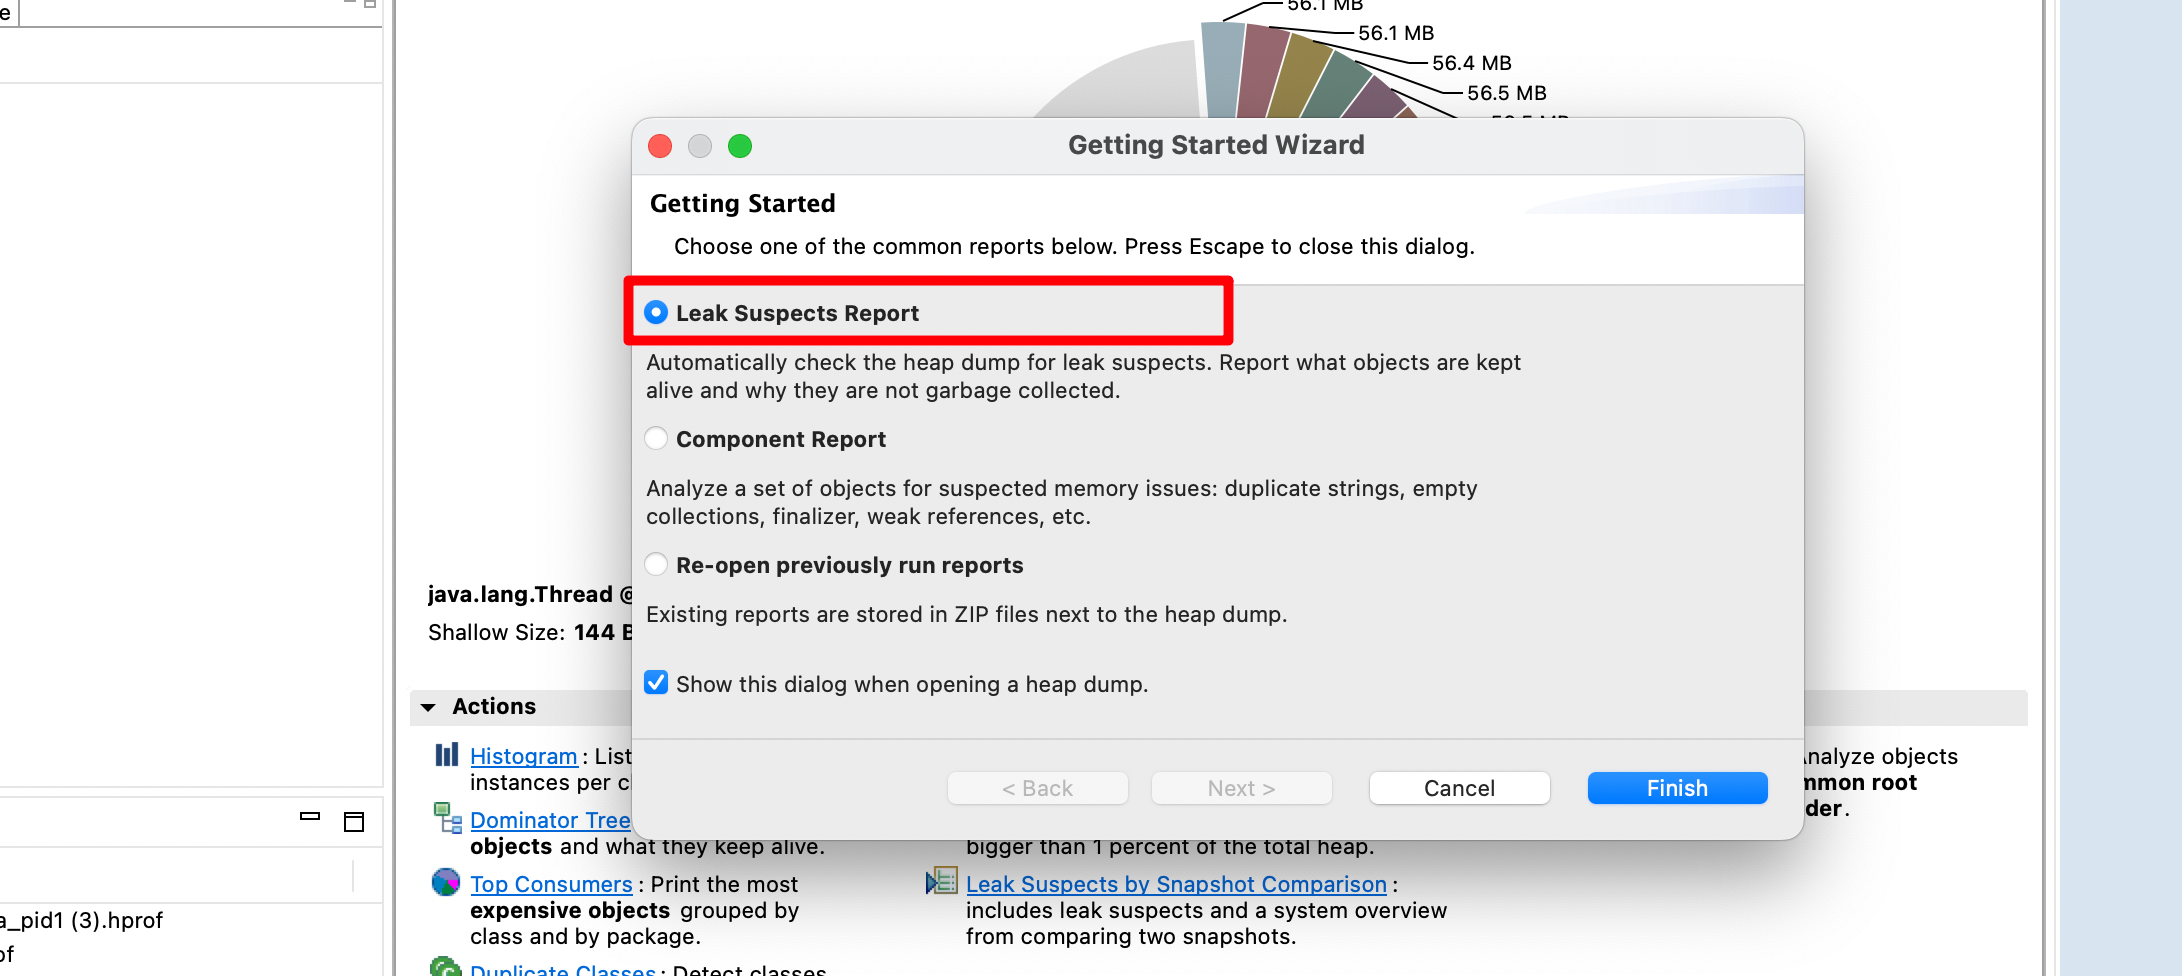 e
56.1 MB
56.1 MB
56.4 MB
56.5 MB
Getting Started Wizard
Getting Started
Choose one of the common reports below. Press Escape to close this dialog.
Leak Suspects Report
Automatically check the heap dump for leak suspects. Report what objects are kept
alive and why they are not garbage collected.
Component Report
Analyze a set of objects for suspected memory issues: duplicate strings, empty
collections, finalizer, weak references, etc.
Re-open previously run reports
Existing reports are stored in ZIP files next to the heap dump.
Show this dialog when opening a heap dump.
< Back
Next >
Cancel
Finish
java.lang.Thread @
Shallow Size: 144 B
Actions
Histogram : List
instances per cl
Dominator Tree
objects and what they keep alive.
Top Consumers : Print the most
expensive objects grouped by
class and by package.
Duplicate Classes : Detect classes
bigger than 1 percent of the total heap.
Leak Suspects by Snapshot Comparison :
includes leak suspects and a system overview
from comparing two snapshots.
nalyze objects
mmon root
der.
a_pid1 (3).hprof
of